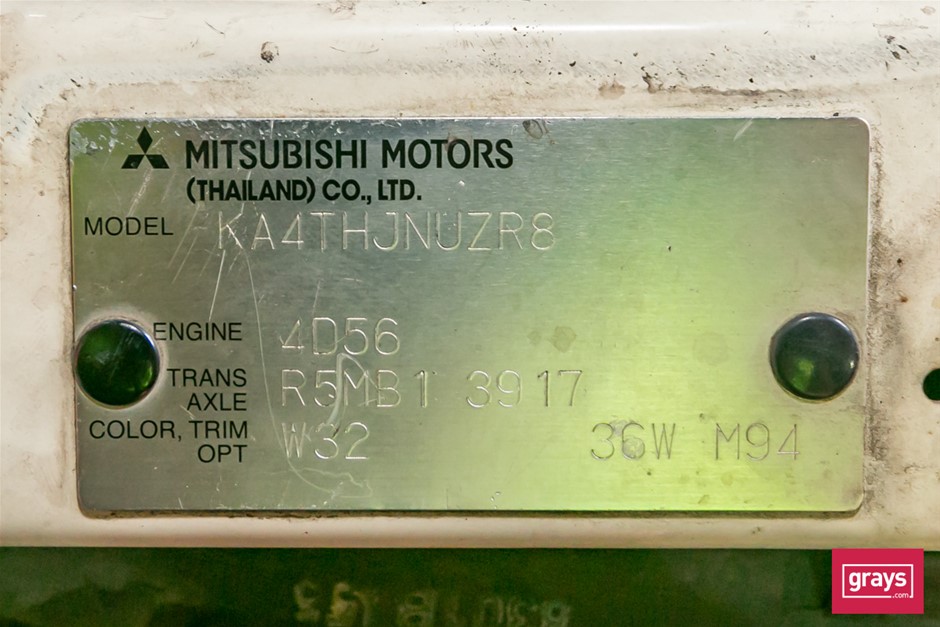 MITSUBISHI MOTORS
(THAILAND) CO., LTD.
MODEL KA4THJNUZR8
ENGINE 4D56
TRANS AXLE R5MB1 3917
COLOR, TRIM OPT W32 36W M94
grays
.com